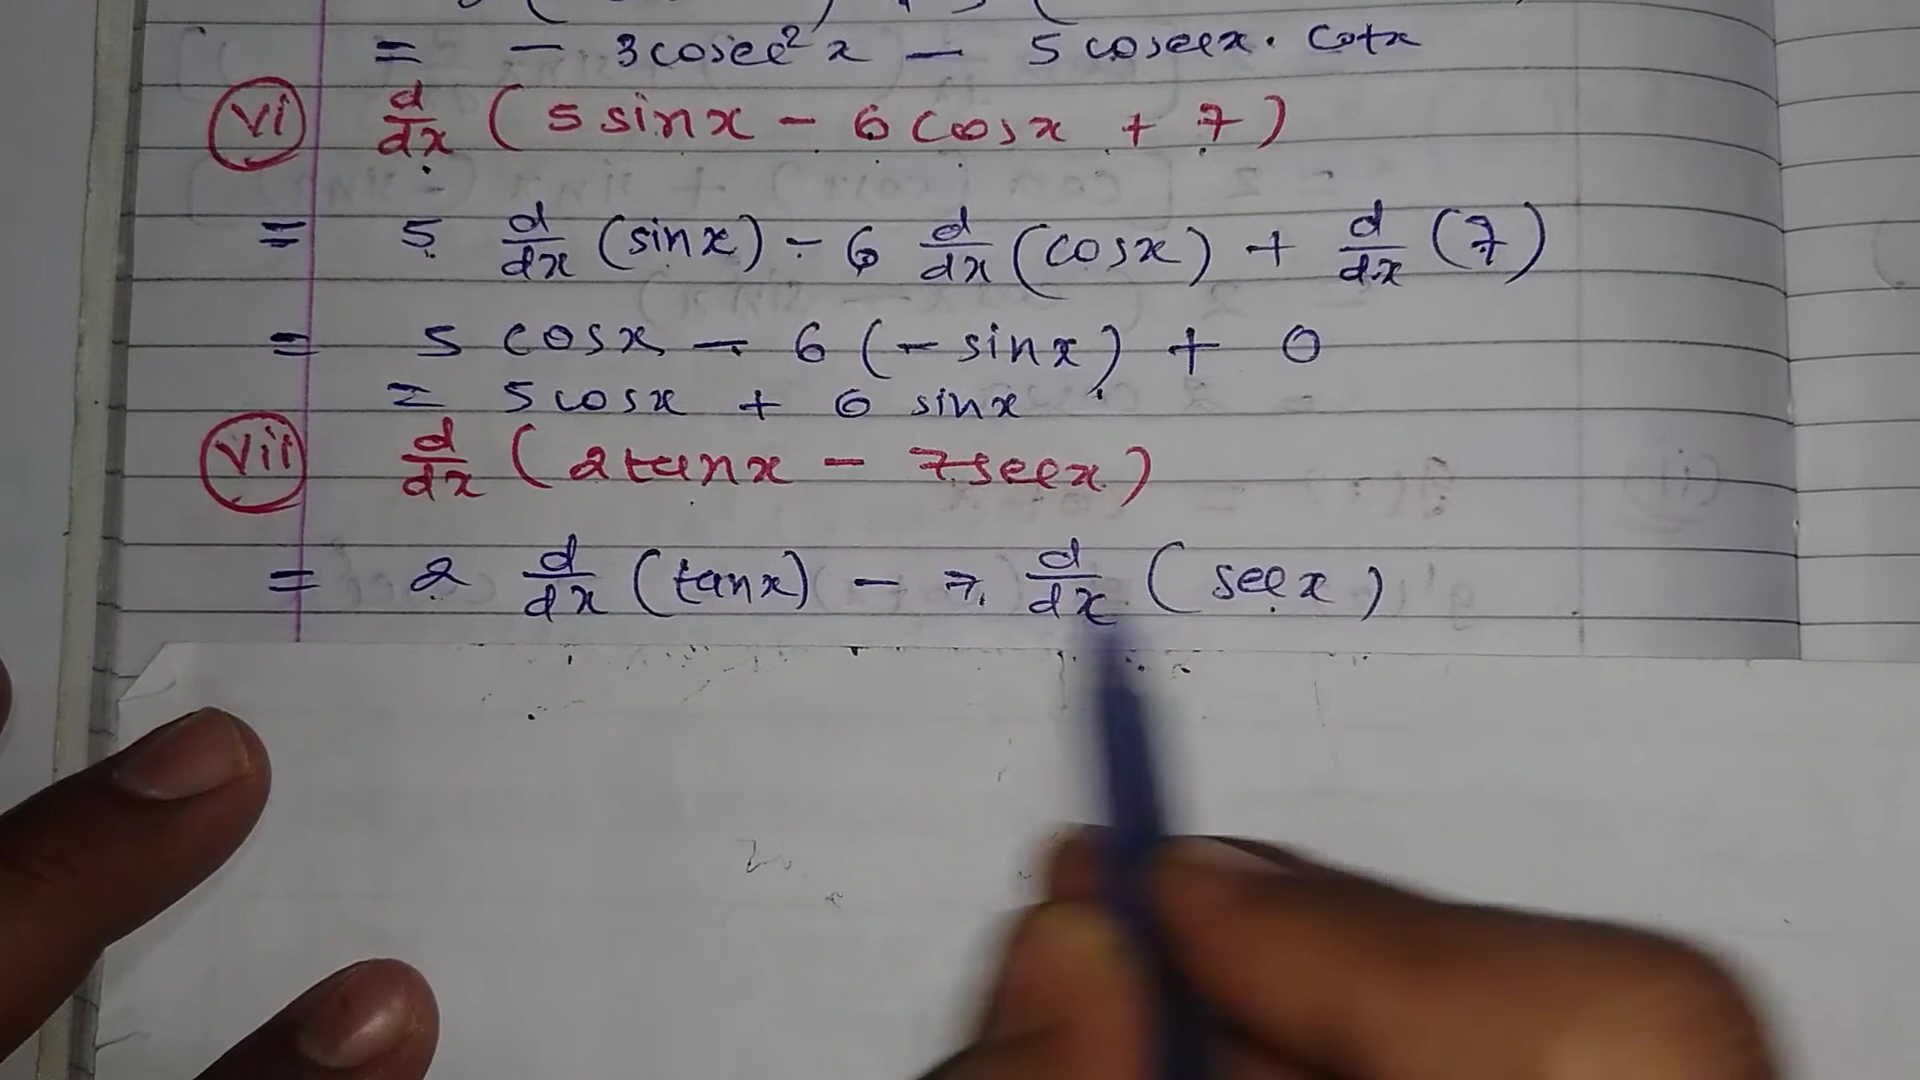 = - 3cosec²x - 5cosecx. cotx
(vi) d/dx (5sinx - 6cosx + 7)
= 5 d/dx (sinx) - 6 d/dx (cosx) + d/dx (7)
= 5 cosx - 6(-sinx) + 0
= 5cosx + 6 sinx
(vii) d/dx (2tanx - 7secx)
= 2 d/dx (tanx) - 7. d/dx (secx)